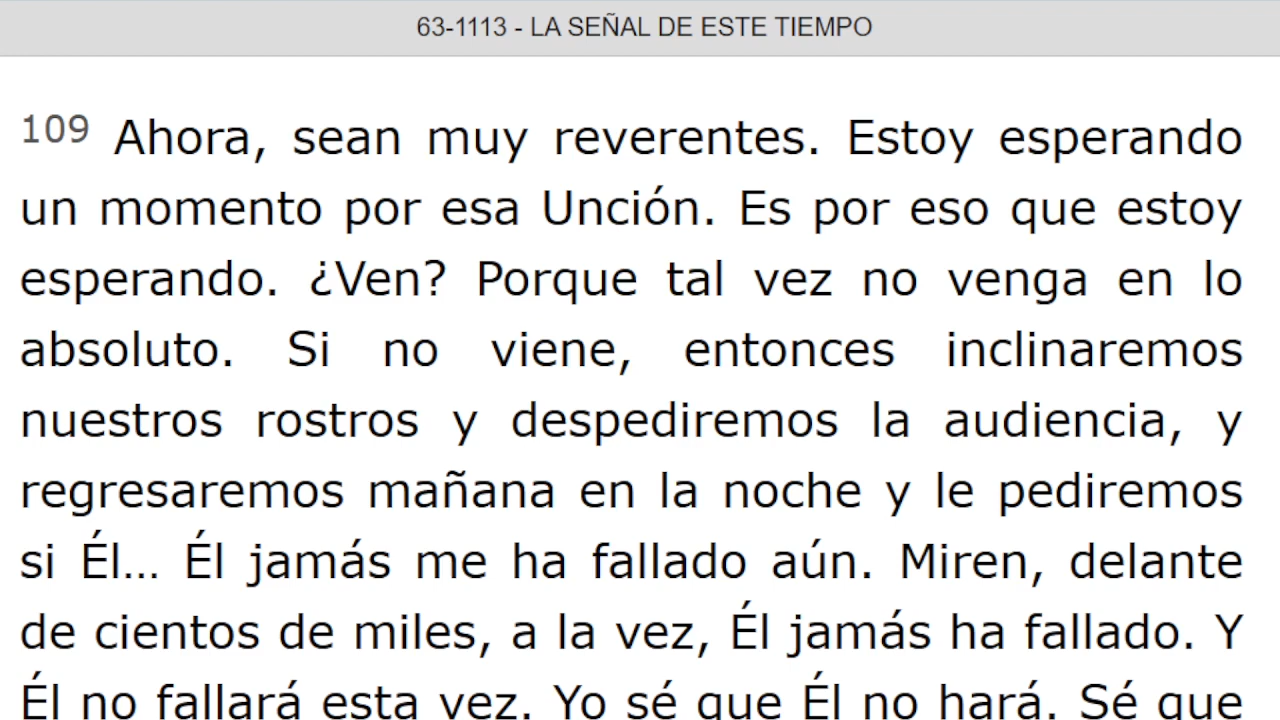 63-1113 - LA SEÑAL DE ESTE TIEMPO
109 Ahora, sean muy reverentes. Estoy esperando
un momento por esa Unción. Es por eso que estoy
esperando. ¿Ven? Porque tal vez no venga en lo
absoluto. Si no viene, entonces inclinaremos
nuestros rostros y despediremos la audiencia, y
regresaremos mañana en la noche y le pediremos
si Él... Él jamás me ha fallado aún. Miren, delante
de cientos de miles, a la vez, Él jamás ha fallado. Y
Él no fallará esta vez. Yo sé que Él no hará. Sé que